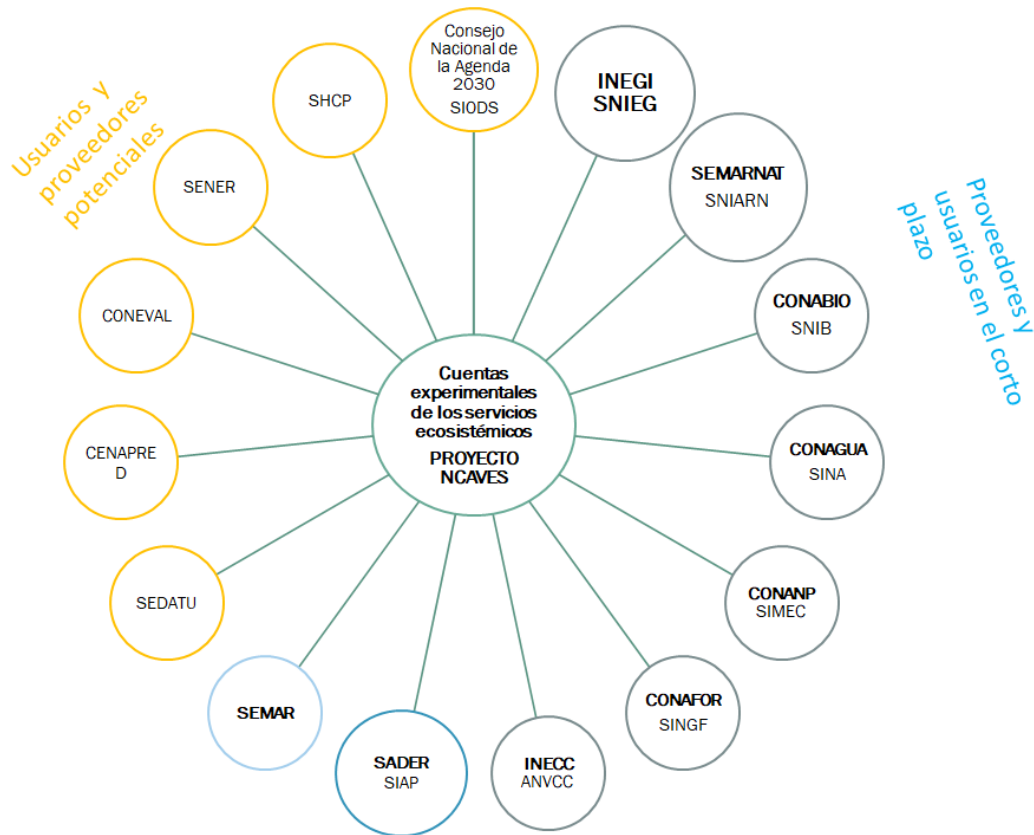 Usuarios y
proveedores
potenciales
Consejo
Nacional de
la Agenda
2030
SIODS
INEGI
SNIEG
SEMARNAT
SNIARN
Proveedores y
usuarios en el corto
plazo
CONABIO
SNIB
CONAGUA
SINA
CONANP
SIMEC
CONAFOR
SINGF
INECC
ANVCC
SADER
SIAP
SEMAR
SEDATU
CENAPRE
D
CONEVAL
SENER
SHCP
Cuentas
experimentales
de los servicios
ecosistémicos
PROYECTO
NCAVES